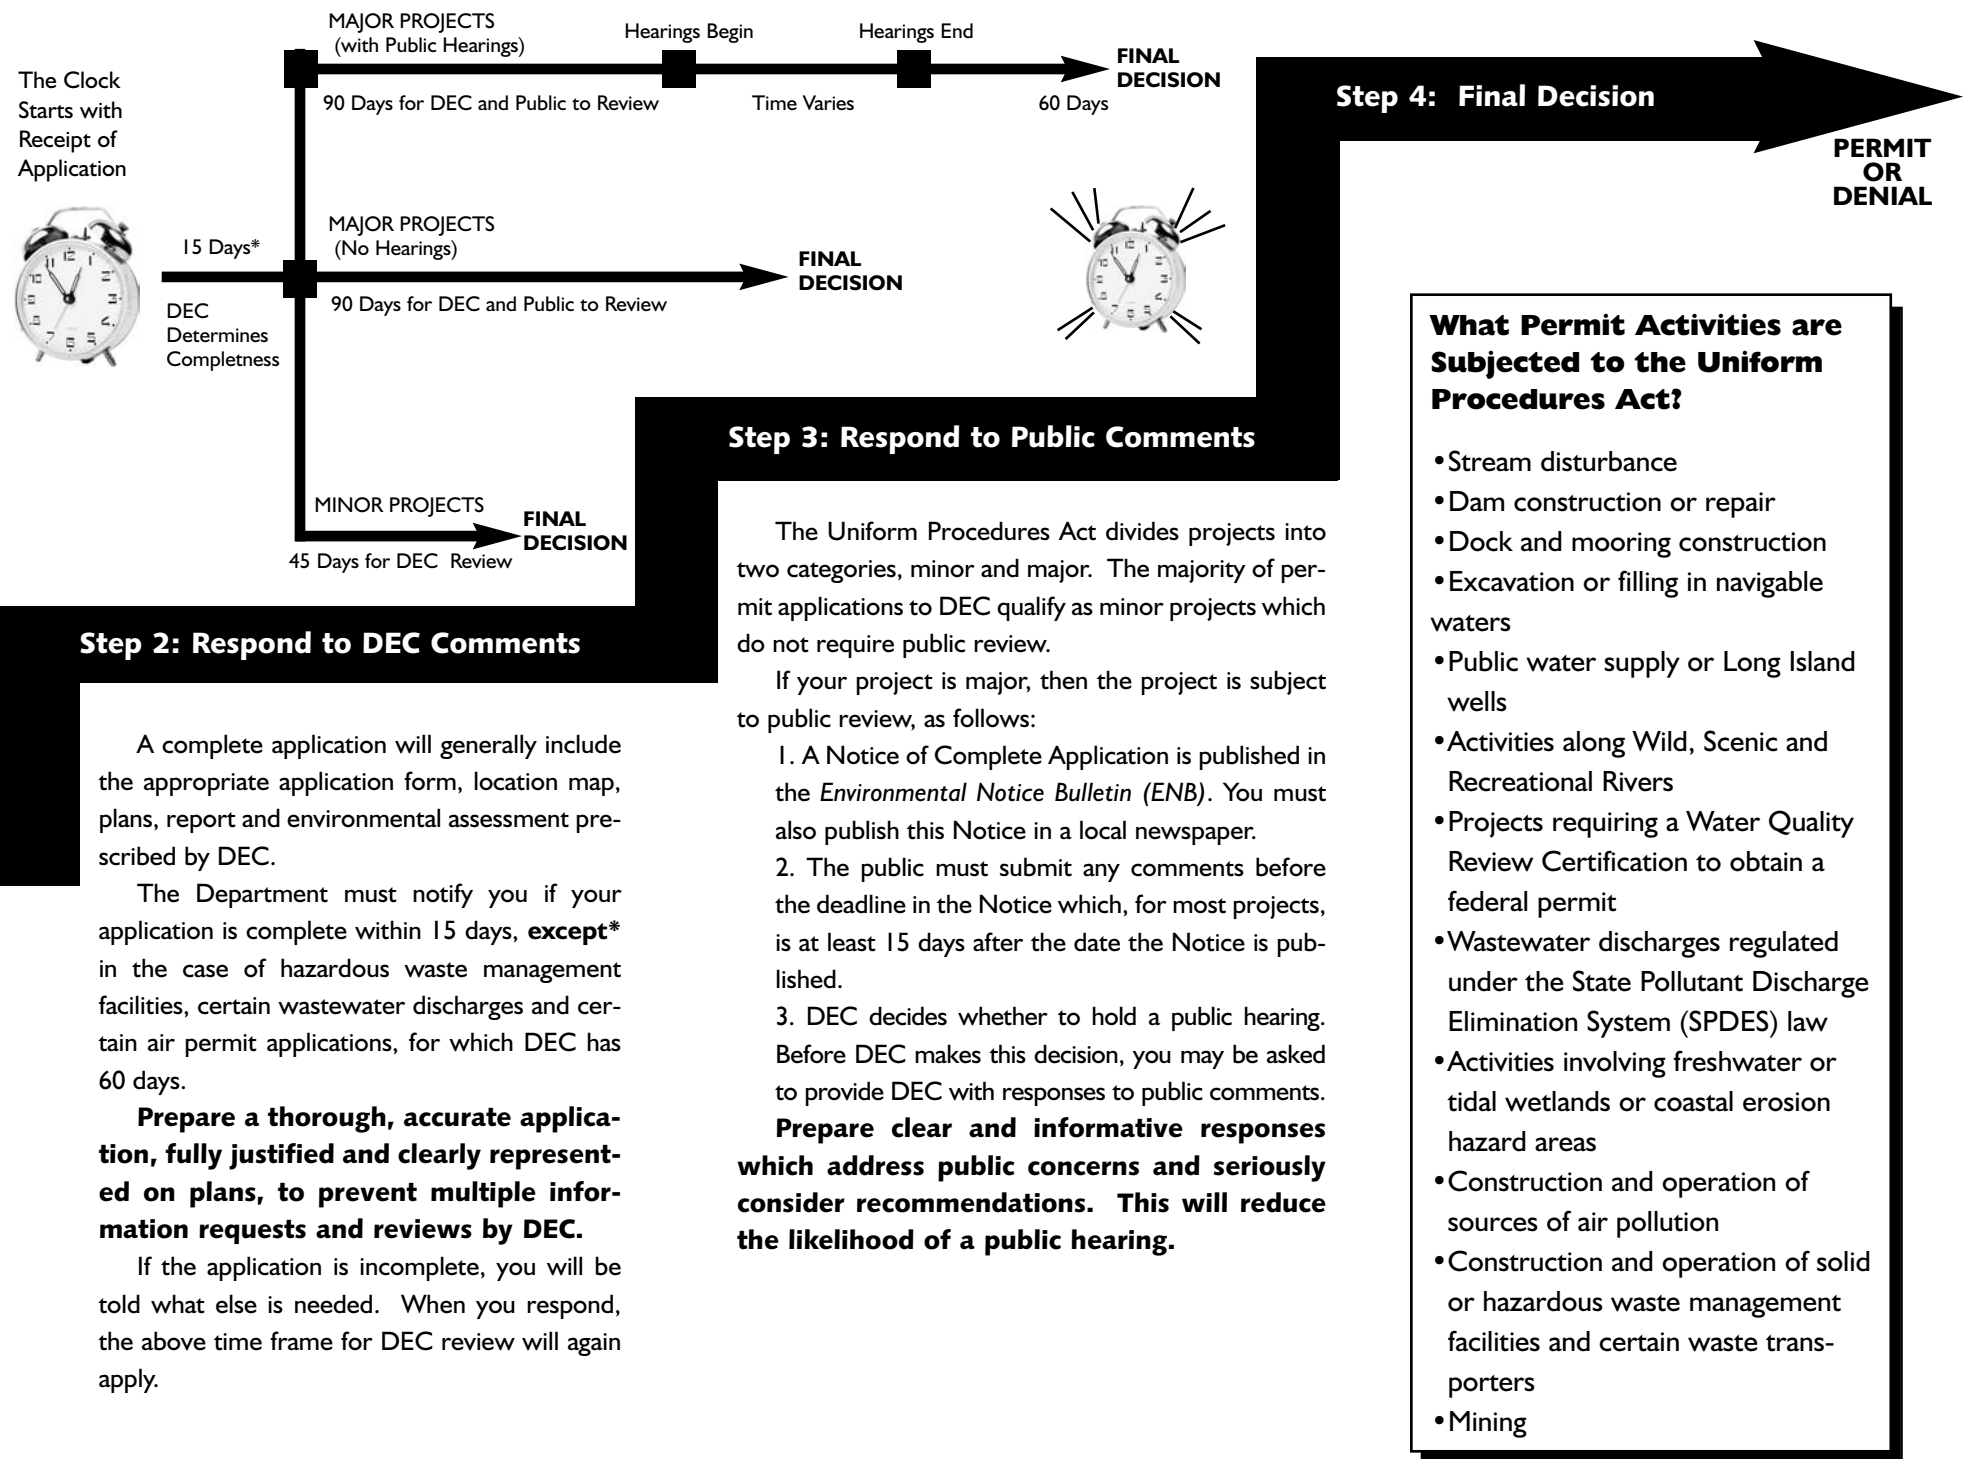 The Clock
Starts with
Receipt of
Application
15 Days*
DEC
Determines
Completness
MAJOR PROJECTS
(with Public Hearings)
90 Days for DEC and Public to Review
Hearings Begin
Time Varies
Hearings End
60 Days
FINAL
DECISION
MAJOR PROJECTS
(No Hearings)
90 Days for DEC and Public to Review
FINAL
DECISION
MINOR PROJECTS
45 Days for DEC Review
FINAL
DECISION
Step 2: Respond to DEC Comments
A complete application will generally include
the appropriate application form, location map,
plans, report and environmental assessment pre-
scribed by DEC.
The Department must notify you if your
application is complete within 15 days, except*
in the case of hazardous waste management
facilities, certain wastewater discharges and cer-
tain air permit applications, for which DEC has
60 days.
Prepare a thorough, accurate applica-
tion, fully justified and clearly represent-
ed on plans, to prevent multiple infor-
mation requests and reviews by DEC.
If the application is incomplete, you will be
told what else is needed. When you respond,
the above time frame for DEC review will again
apply.
Step 3: Respond to Public Comments
The Uniform Procedures Act divides projects into
two categories, minor and major. The majority of per-
mit applications to DEC qualify as minor projects which
do not require public review.
If your project is major, then the project is subject
to public review, as follows:
1. A Notice of Complete Application is published in
the Environmental Notice Bulletin (ENB). You must
also publish this Notice in a local newspaper.
2. The public must submit any comments before
the deadline in the Notice which, for most projects,
is at least 15 days after the date the Notice is pub-
lished.
3. DEC decides whether to hold a public hearing.
Before DEC makes this decision, you may be asked
to provide DEC with responses to public comments.
Prepare clear and informative responses
which address public concerns and seriously
consider recommendations. This will reduce
the likelihood of a public hearing.
Step 4: Final Decision
PERMIT
OR
DENIAL
What Permit Activities are
Subjected to the Uniform
Procedures Act?
•Stream disturbance
•Dam construction or repair
•Dock and mooring construction
•Excavation or filling in navigable
waters
•Public water supply or Long Island
wells
•Activities along Wild, Scenic and
Recreational Rivers
•Projects requiring a Water Quality
Review Certification to obtain a
federal permit
•Wastewater discharges regulated
under the State Pollutant Discharge
Elimination System (SPDES) law
•Activities involving freshwater or
tidal wetlands or coastal erosion
hazard areas
•Construction and operation of
sources of air pollution
•Construction and operation of solid
or hazardous waste management
facilities and certain waste trans-
porters
•Mining